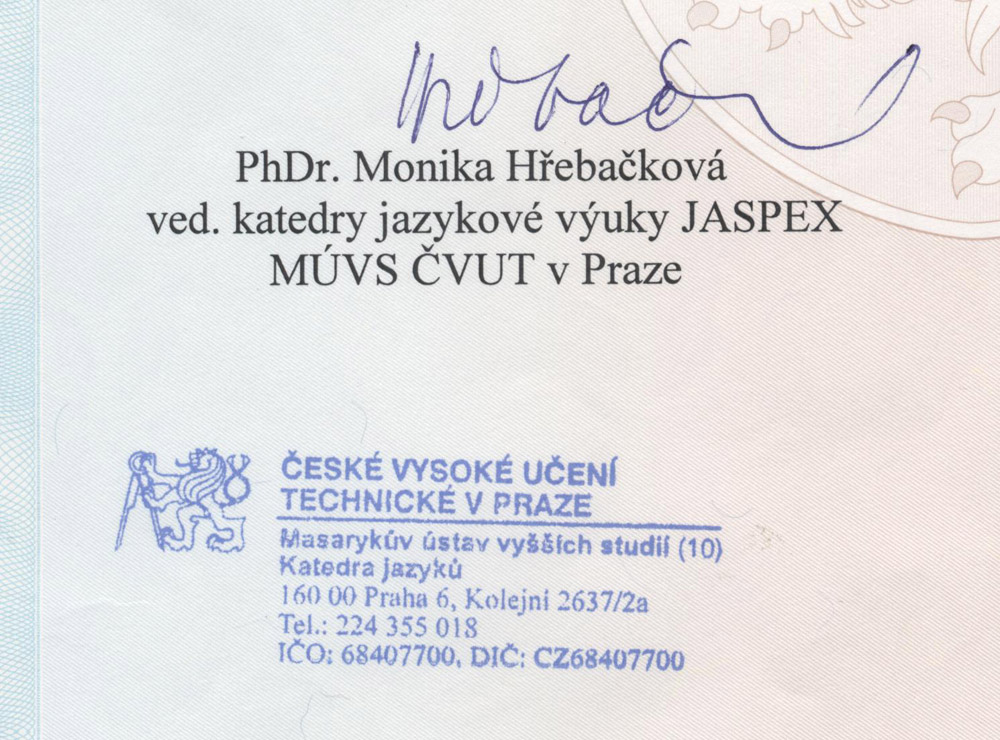 PhDr. Monika Hřebačková
ved. katedry jazykové výuky JASPEX
MÚVS ČVUT v Praze
ČESKÉ VYSOKÉ UČENÍ
TECHNICKÉ V PRAZE
Masarykův ústav vyšších studií (10)
Katedra jazyků
160 00 Praha 6, Kolejní 2637/2a
Tel.: 224 355 018
IČO: 68407700, DIČ: CZ68407700